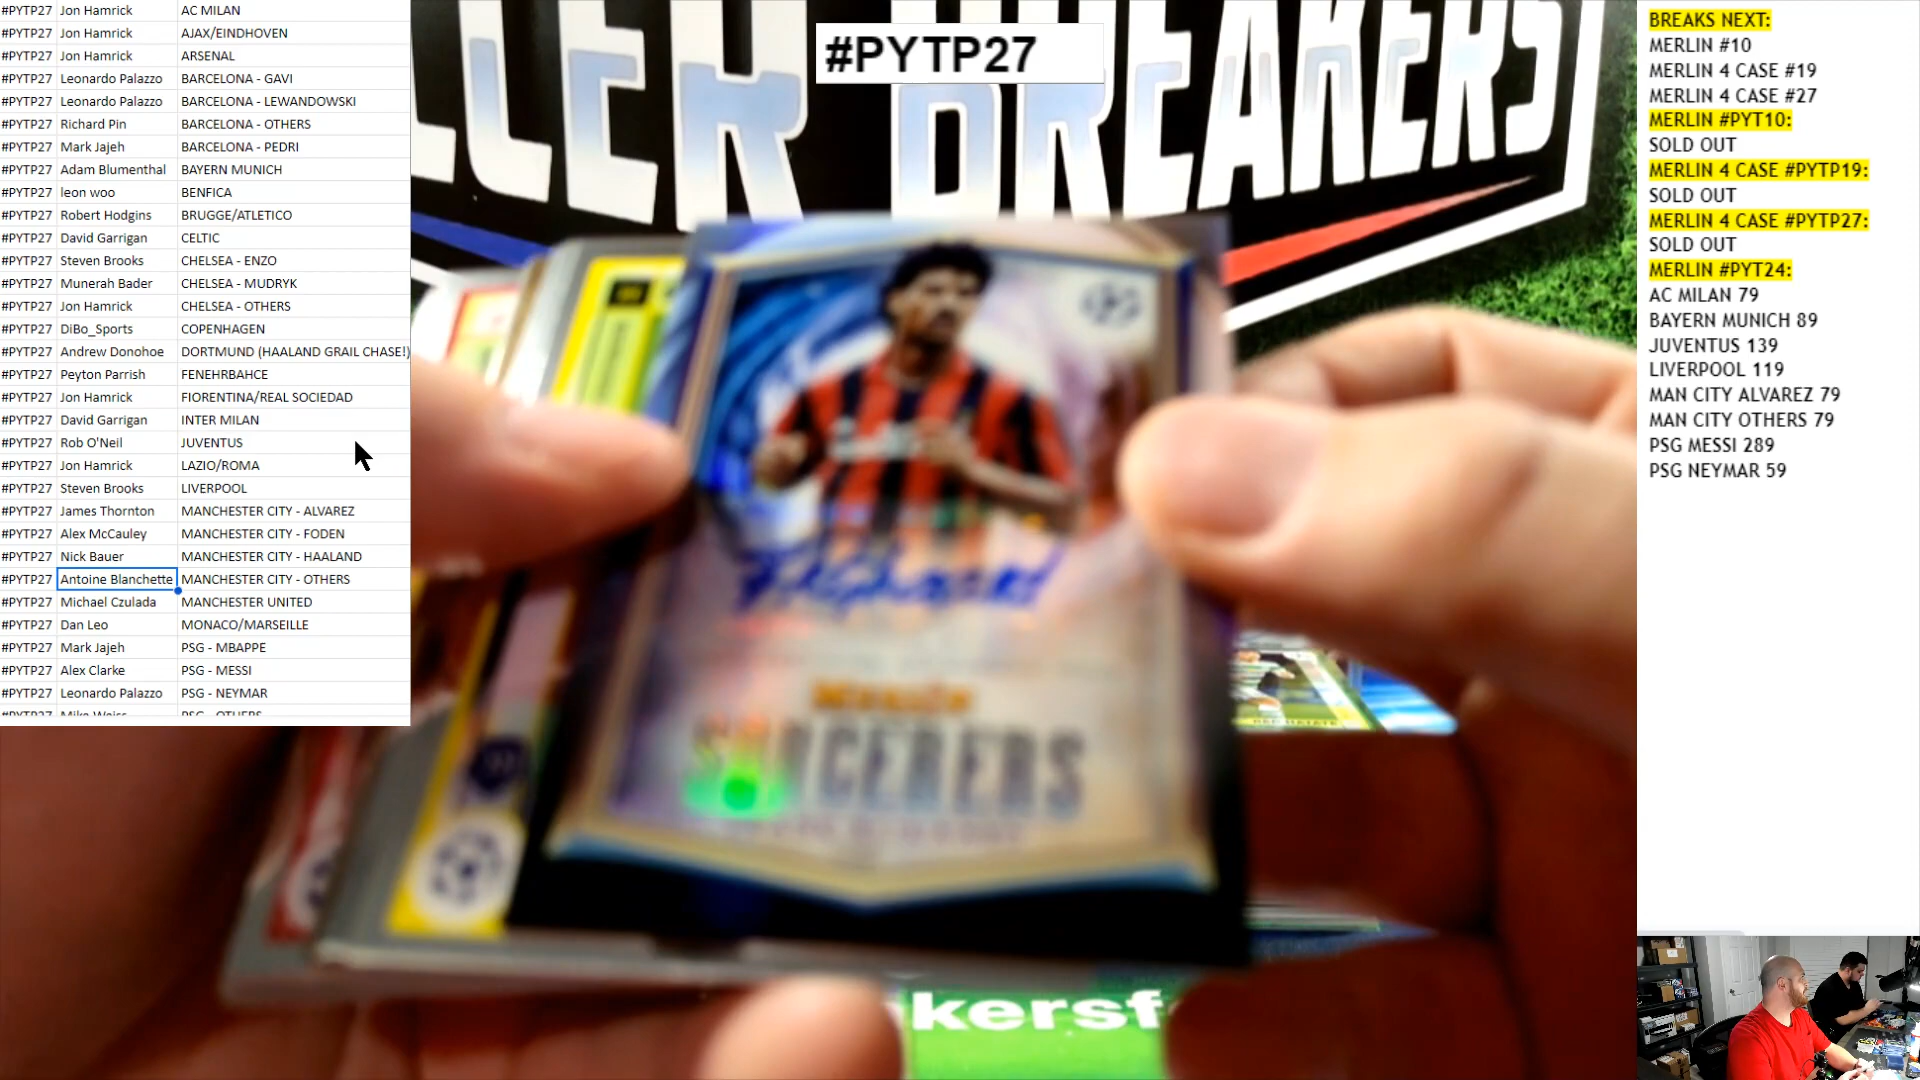 #PYTP27 Jon Hamrick AC MILAN
#PYTP27 Jon Hamrick AJAX/EINDHOVEN
#PYTP27 Jon Hamrick ARSENAL
#PYTP27 Leonardo Palazzo BARCELONA - GAVI
#PYTP27 Leonardo Palazzo BARCELONA - LEWANDOWSKI
#PYTP27 Richard Pin BARCELONA - OTHERS
#PYTP27 Mark Jajeh BARCELONA - PEDRI
#PYTP27 Adam Blumenthal BAYERN MUNICH
#PYTP27 leon woo BENFICA
#PYTP27 Robert Hodgins BRUGGE/ATLETICO
#PYTP27 David Garrigan CELTIC
#PYTP27 Steven Brooks CHELSEA - ENZO
#PYTP27 Munerah Bader CHELSEA - MUDRYK
#PYTP27 Jon Hamrick CHELSEA - OTHERS
#PYTP27 DiBo_Sports COPENHAGEN
#PYTP27 Andrew Donohoe DORTMUND (HAALAND GRAIL CHASE!)
#PYTP27 Peyton Parrish FENEHRBAHCE
#PYTP27 Jon Hamrick FIORENTINA/REAL SOCIEDAD
#PYTP27 David Garrigan INTER MILAN
#PYTP27 Rob O'Neil JUVENTUS
#PYTP27 Jon Hamrick LAZIO/ROMA
#PYTP27 Steven Brooks LIVERPOOL
#PYTP27 James Thornton MANCHESTER CITY - ALVAREZ
#PYTP27 Alex McCauley MANCHESTER CITY - FODEN
#PYTP27 Nick Bauer MANCHESTER CITY - HAALAND
#PYTP27 Antoine Blanchette MANCHESTER CITY - OTHERS
#PYTP27 Michael Czulada MANCHESTER UNITED
#PYTP27 Dan Leo MONACO/MARSEILLE
#PYTP27 Mark Jajeh PSG - MBAPPE
#PYTP27 Alex Clarke PSG - MESSI
#PYTP27 Leonardo Palazzo PSG - NEYMAR
#PYTP27 Mike Weiss PSG - OTHERS
#PYTP27
BREAKERS
MERLIN
SORCERERS
kersf
BREAKS NEXT:
MERLIN #10
MERLIN 4 CASE #19
MERLIN 4 CASE #27
MERLIN #PYT10:
SOLD OUT
MERLIN 4 CASE #PYTP19:
SOLD OUT
MERLIN 4 CASE #PYTP27:
SOLD OUT
MERLIN #PYT24:
AC MILAN 79
BAYERN MUNICH 89
JUVENTUS 139
LIVERPOOL 119
MAN CITY ALVAREZ 79
MAN CITY OTHERS 79
PSG MESSI 289
PSG NEYMAR 59